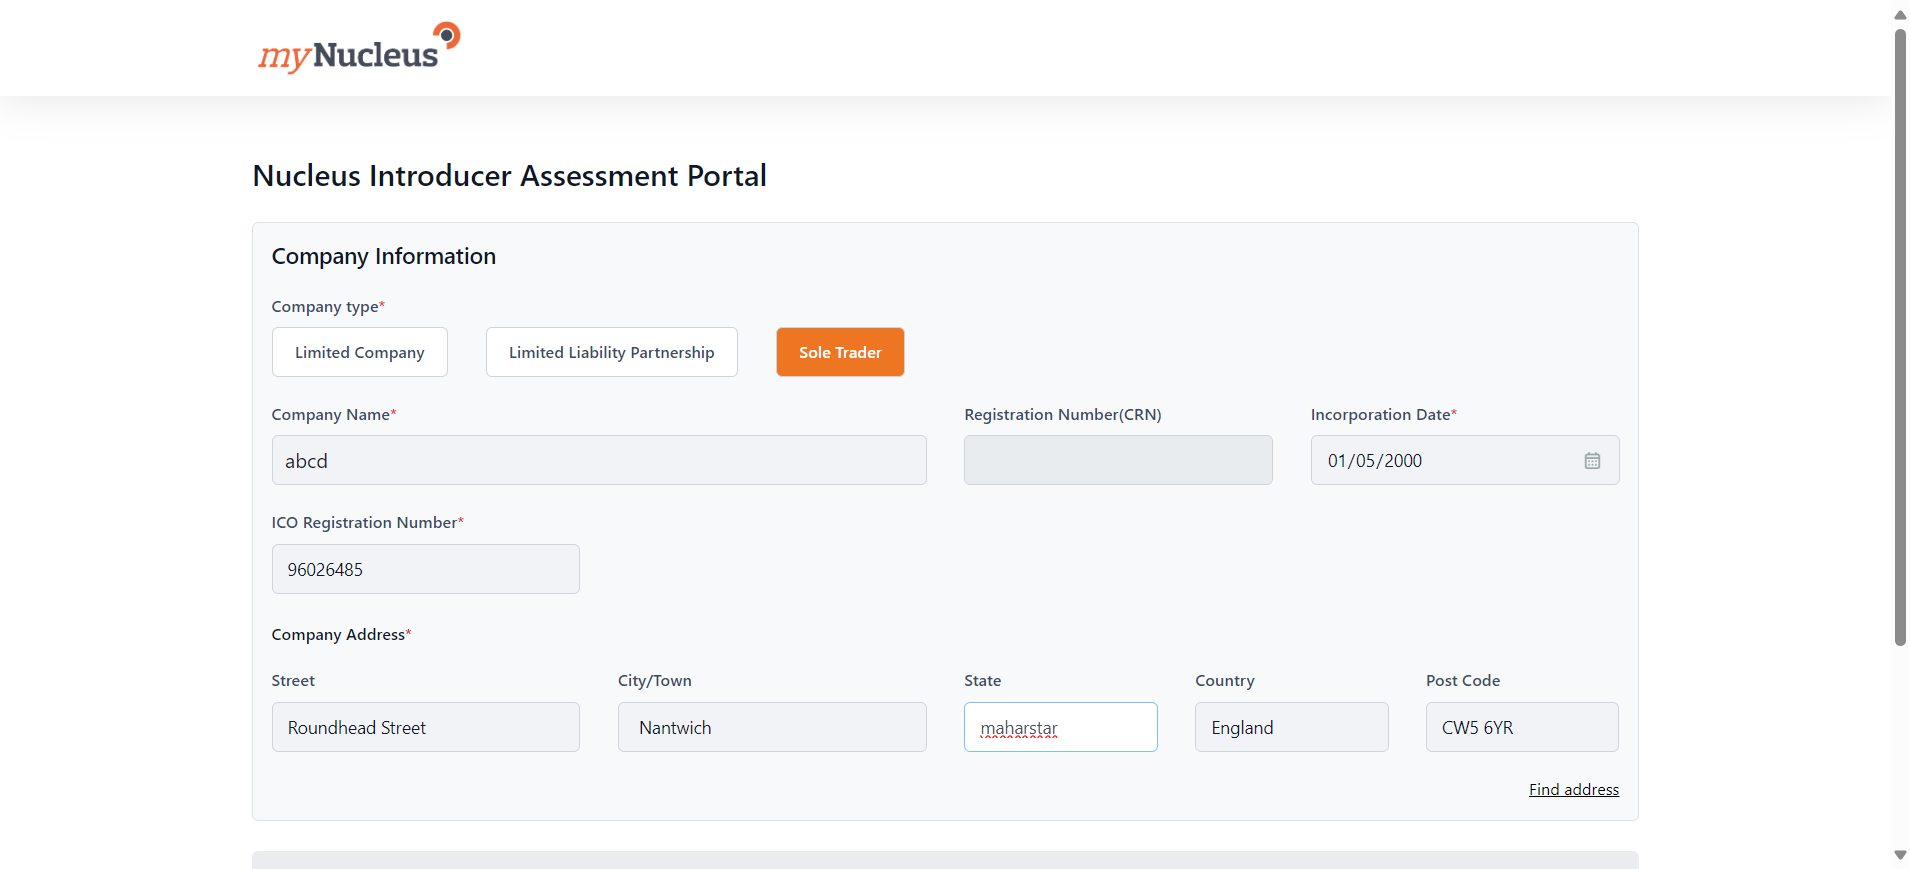 myNucleus
Nucleus Introducer Assessment Portal
Company Information
Company type*
Limited Company Limited Liability Partnership Sole Trader
Company Name* Registration Number(CRN) Incorporation Date*
abcd 01/05/2000
ICO Registration Number*
96026485
Company Address*
Street City/Town State Country Post Code
Roundhead Street Nantwich maharstar England CW5 6YR
Find address